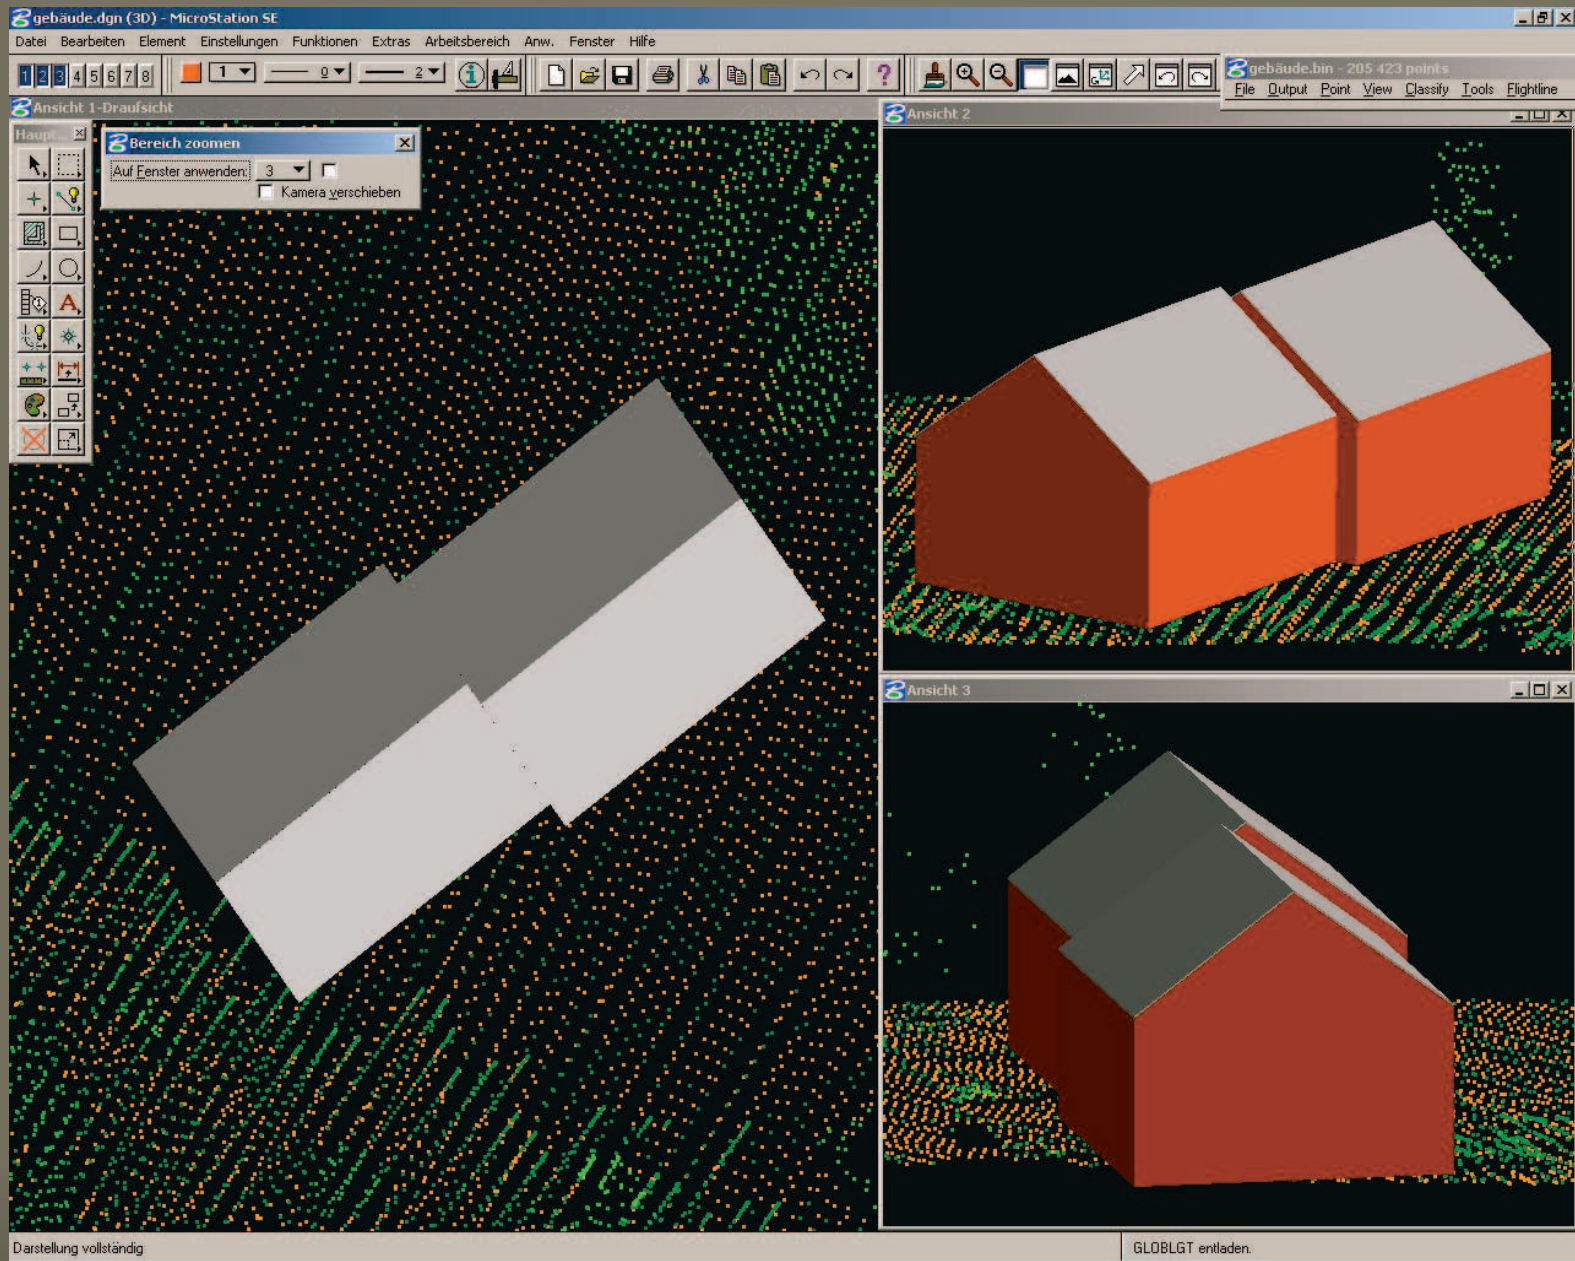 gebäude.dgn (3D) - MicroStation SE
Datei Bearbeiten Element Einstellungen Funktionen Extras Arbeitsbereich Anw. Fenster Hilfe
1 2 3 4 5 6 7 8 1 0 2
gebäude.bin - 205 423 points
File Output Point View Classify Tools Flightline
Ansicht 1-Draufsicht
Haupt...
Bereich zoomen
Auf Fenster anwenden: 3
Kamera verschieben
Ansicht 2
Ansicht 3
Darstellung vollständig
GLOBLGT entladen.